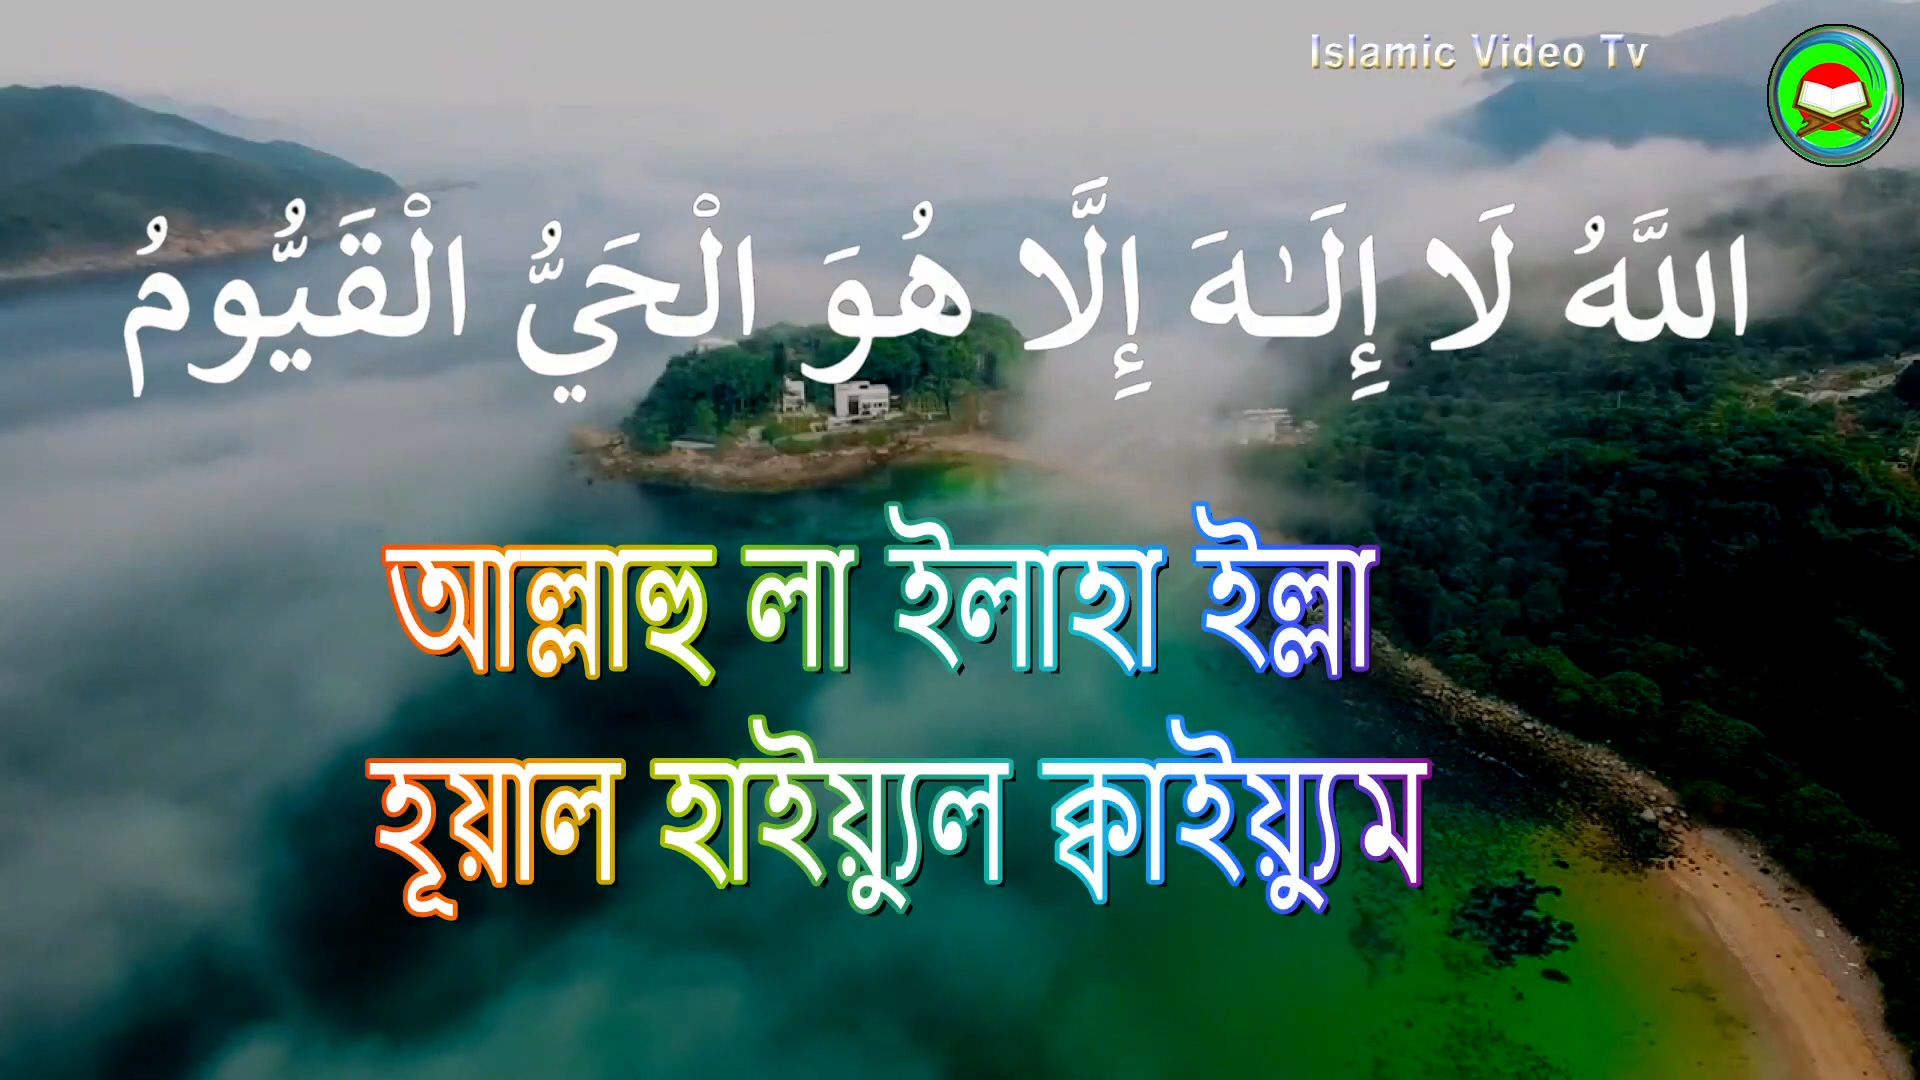 Islamic Video Tv
اللَّهُ لَا إِلَـٰهَ إِلَّا هُوَ الْحَيُّ الْقَيُّومُ
আল্লাহু লা ইলাহা ইল্লা
হূয়াল হাইয়্যুল ক্বাইয়্যুম